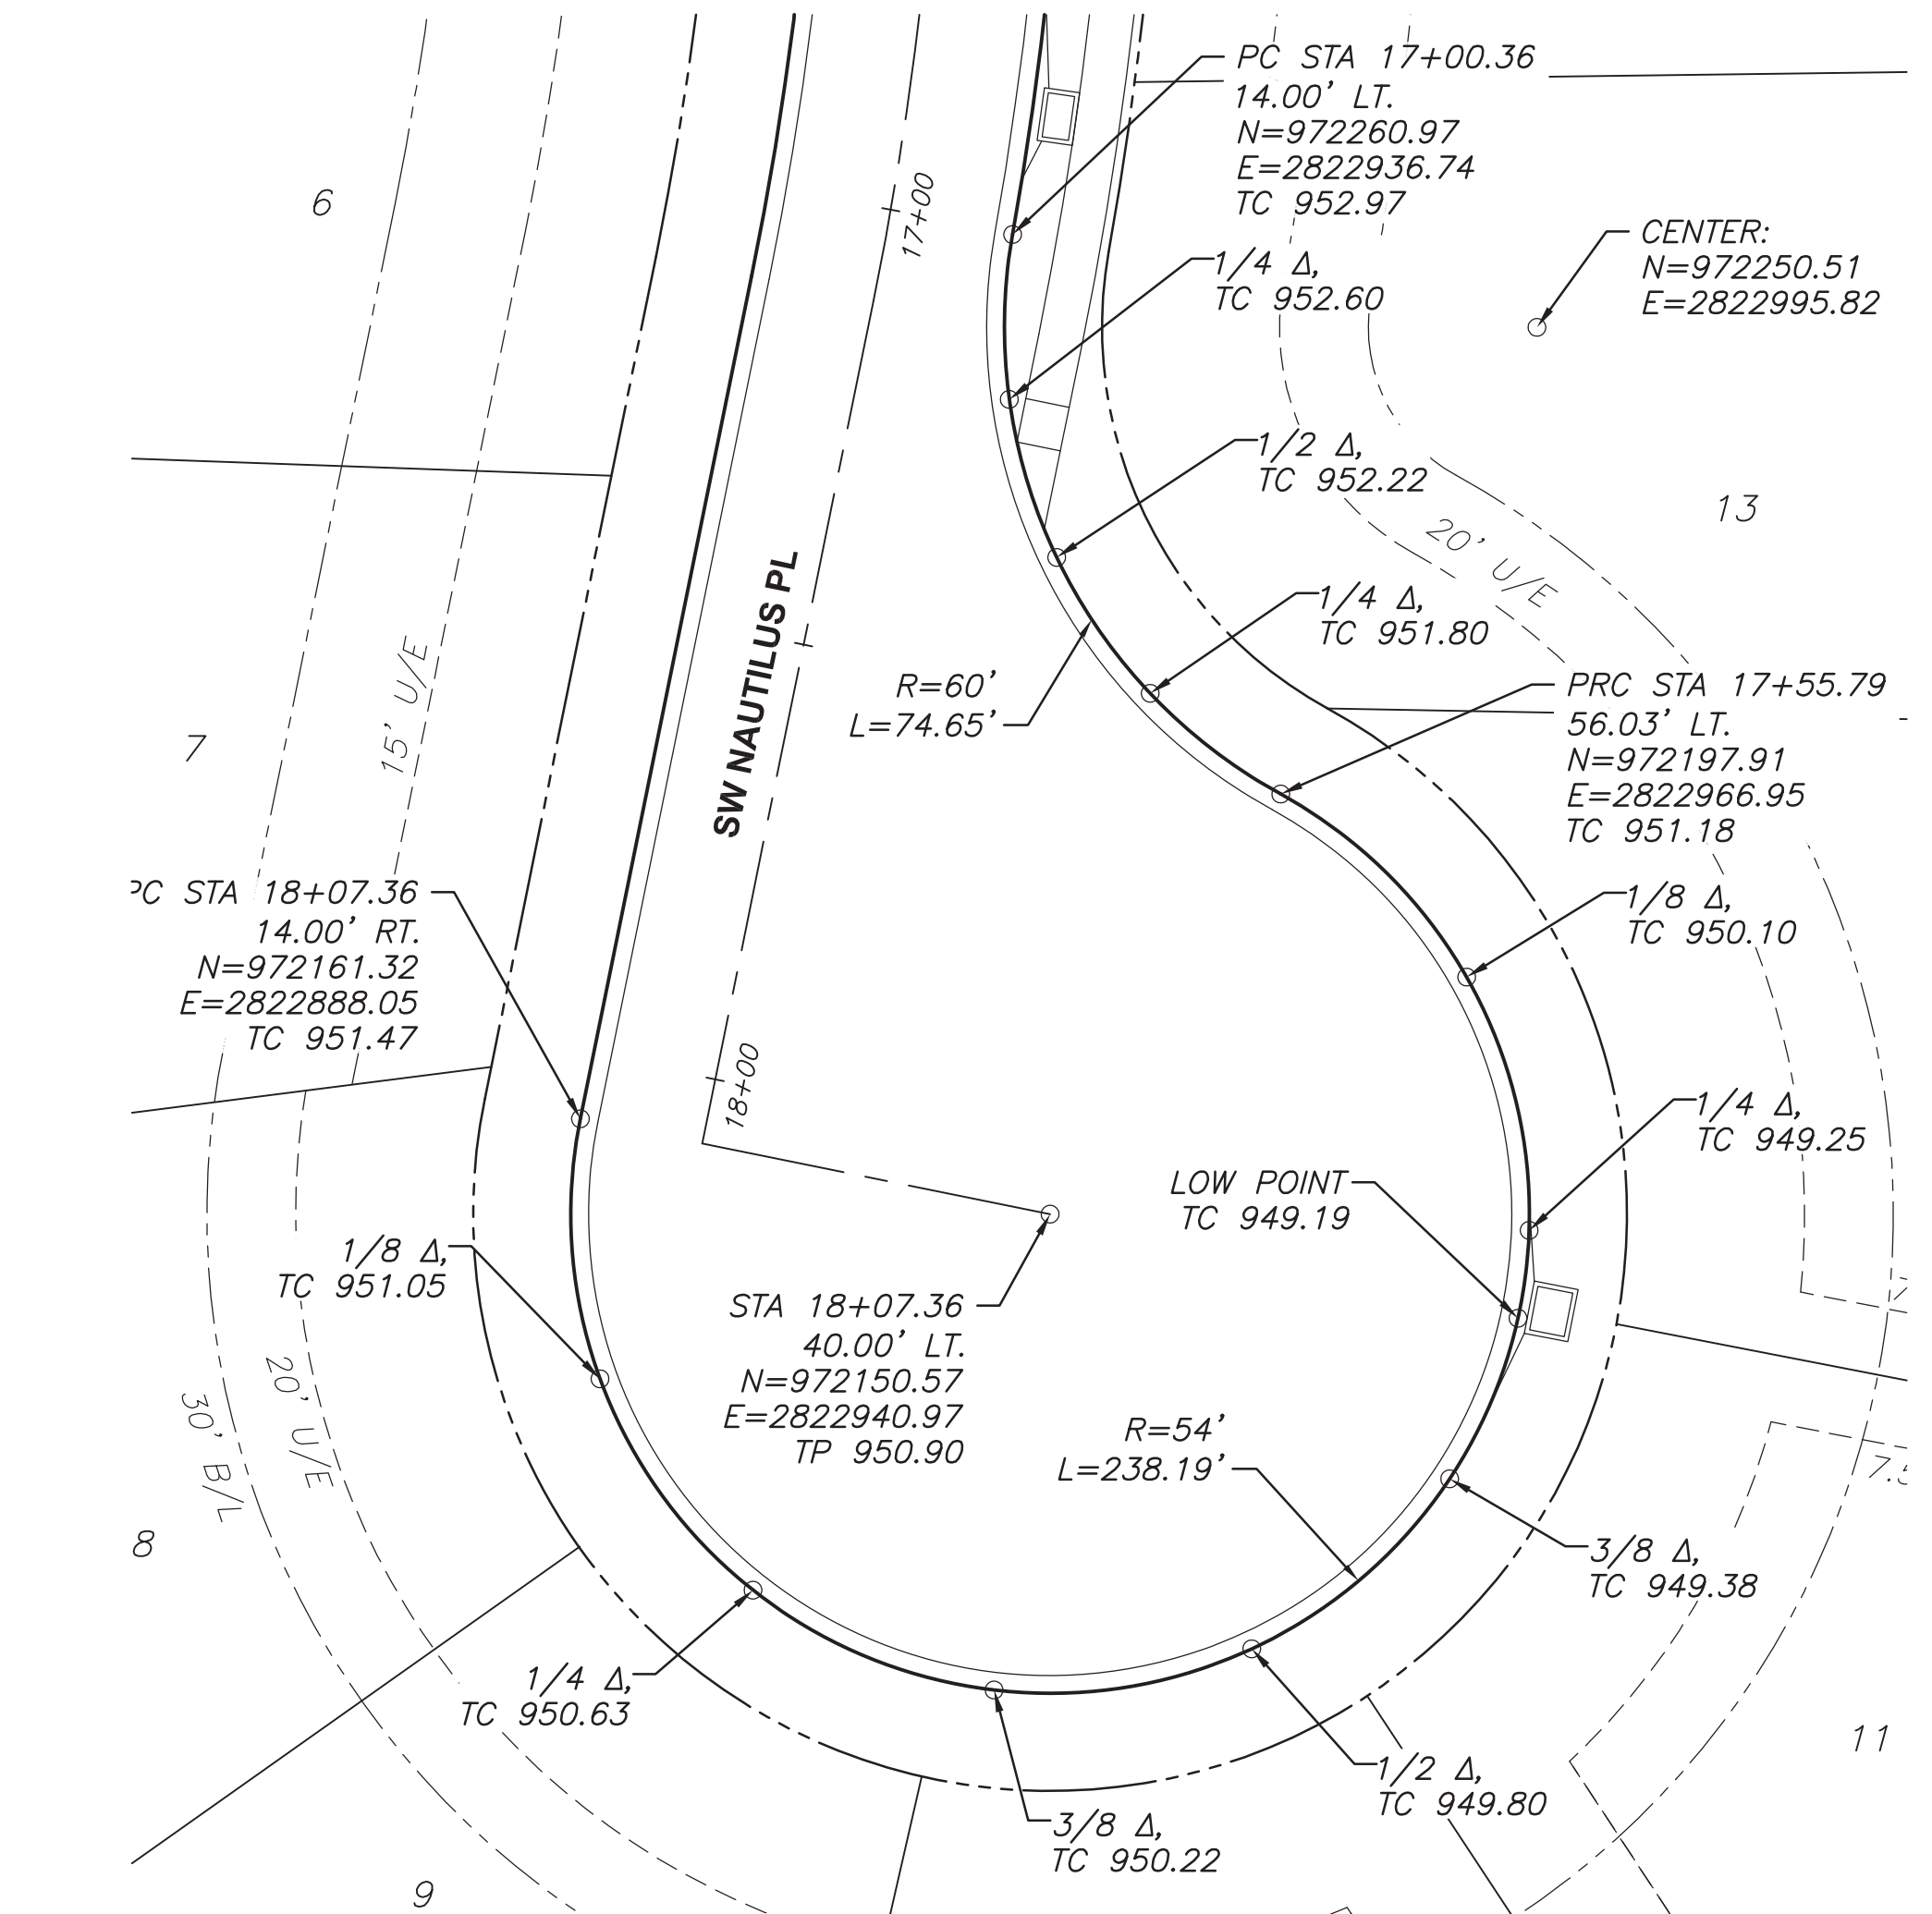 PC STA 17+00.36
14.00' LT.
N=972260.97
E=2822936.74
TC 952.97
17+00
6
CENTER:
N=972250.51
E=2822995.82
1/4 Δ,
TC 952.60
1/2 Δ,
TC 952.22
13
20' U/E
1/4 Δ,
TC 951.80
SW NAUTILUS PL
15' U/E
R=60'
L=74.65'
PRC STA 17+55.79
56.03' LT.
N=972197.91
E=2822966.95
TC 951.18
7
PC STA 18+07.36
14.00' RT.
N=972161.32
E=2822888.05
TC 951.47
1/8 Δ,
TC 950.10
18+00
1/4 Δ,
TC 949.25
LOW POINT
TC 949.19
1/8 Δ,
TC 951.05
STA 18+07.36
40.00' LT.
N=972150.57
E=2822940.97
TP 950.90
20' U/E
30' B/L
R=54'
L=238.19'
7.5
8
3/8 Δ,
TC 949.38
1/4 Δ,
TC 950.63
11
1/2 Δ,
TC 949.80
3/8 Δ,
TC 950.22
9